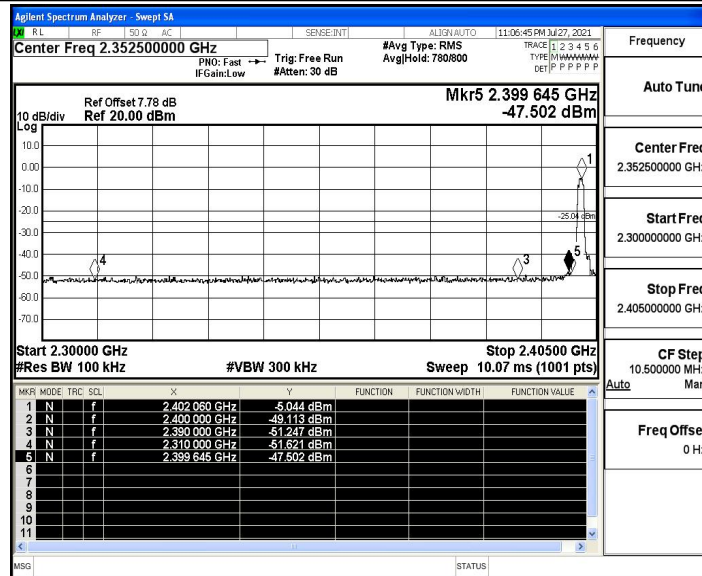 Agilent Spectrum Analyzer - Swept SA
RL RF 50 Ω AC SENSE:INT ALIGN AUTO 11:06:45 PM Jul 27, 2021
Center Freq 2.352500000 GHz #Avg Type: RMS TRACE 1 2 3 4 5 6
PNO: Fast Trig: Free Run Avg|Hold: 780/800 TYPE M
IFGain:Low #Atten: 30 dB DET P P P P P P
Frequency
Mkr5 2.399 645 GHz
-47.502 dBm
Ref Offset 7.78 dB
10 dB/div Ref 20.00 dBm
Log
10.0
0.00
-10.0
-20.0
-30.0
-40.0
-50.0
-60.0
-70.0
1
-25.04 dBm
4
3
5
Start 2.30000 GHz Stop 2.40500 GHz
#Res BW 100 kHz #VBW 300 kHz Sweep 10.07 ms (1001 pts)
MKR MODE TRC SCL X Y FUNCTION FUNCTION WIDTH FUNCTION VALUE
1 N f 2.402 060 GHz -5.044 dBm
2 N f 2.400 000 GHz -49.113 dBm
3 N f 2.390 000 GHz -51.247 dBm
4 N f 2.310 000 GHz -51.621 dBm
5 N f 2.399 645 GHz -47.502 dBm
6
7
8
9
10
11
MSG STATUS
Auto Tune
Center Freq
2.352500000 GHz
Start Freq
2.300000000 GHz
Stop Freq
2.405000000 GHz
CF Step
10.500000 MHz
Auto Man
Freq Offset
0 Hz